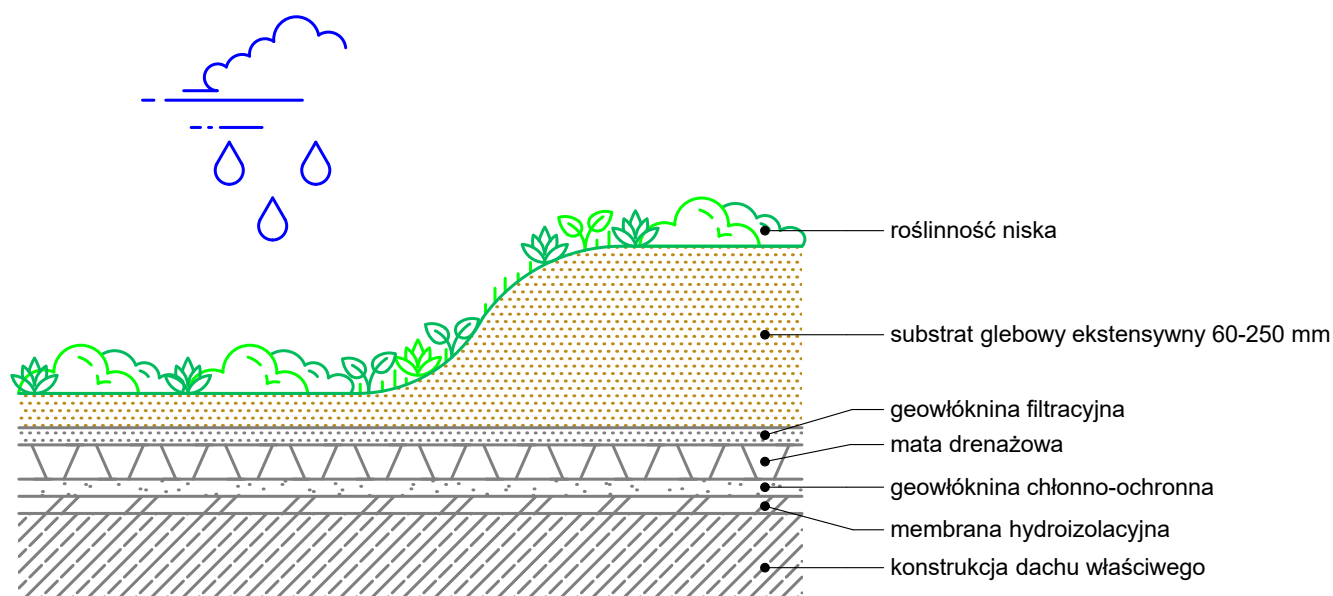 roślinność niska
substrat glebowy ekstensywny 60-250 mm
geowłóknina filtracyjna
mata drenażowa
geowłóknina chłonno-ochronna
membrana hydroizolacyjna
konstrukcja dachu właściwego